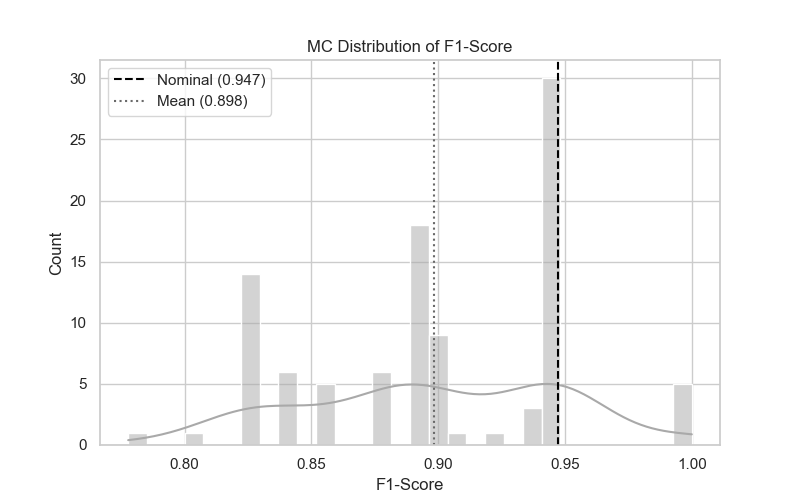 MC Distribution of F1-Score
Nominal (0.947)
Mean (0.898)
30
25
20
15
10
5
0
Count
0.80 0.85 0.90 0.95 1.00
F1-Score